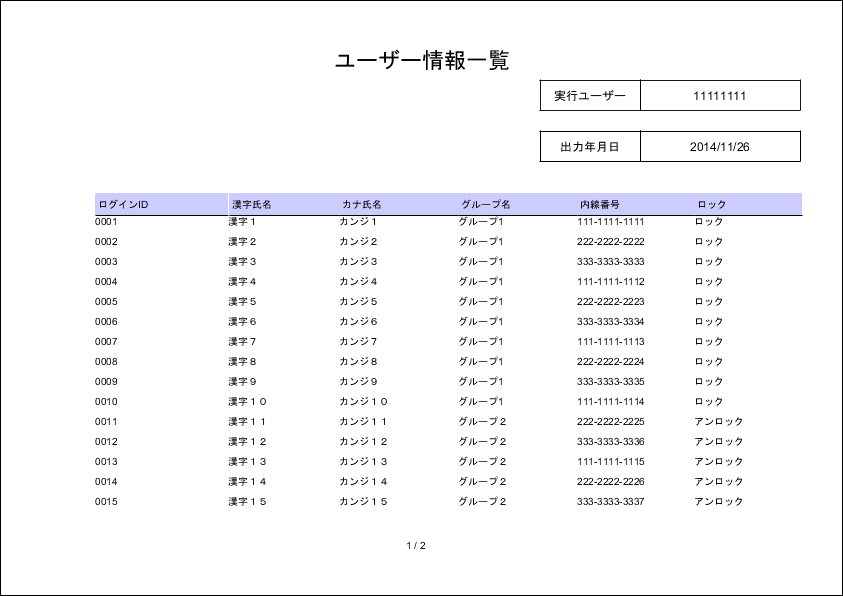 ユーザー情報一覧
実行ユーザー 11111111
出力年月日 2014/11/26
ログインID 漢字氏名 カナ氏名 グループ名 内線番号 ロック
0001 漢字１ カンジ１ グループ1 111-1111-1111 ロック
0002 漢字２ カンジ２ グループ1 222-2222-2222 ロック
0003 漢字３ カンジ３ グループ1 333-3333-3333 ロック
0004 漢字４ カンジ４ グループ1 111-1111-1112 ロック
0005 漢字５ カンジ５ グループ1 222-2222-2223 ロック
0006 漢字６ カンジ６ グループ1 333-3333-3334 ロック
0007 漢字７ カンジ７ グループ1 111-1111-1113 ロック
0008 漢字８ カンジ８ グループ1 222-2222-2224 ロック
0009 漢字９ カンジ９ グループ1 333-3333-3335 ロック
0010 漢字１０ カンジ１０ グループ1 111-1111-1114 ロック
0011 漢字１１ カンジ１１ グループ２ 222-2222-2225 アンロック
0012 漢字１２ カンジ１２ グループ２ 333-3333-3336 アンロック
0013 漢字１３ カンジ１３ グループ２ 111-1111-1115 アンロック
0014 漢字１４ カンジ１４ グループ２ 222-2222-2226 アンロック
0015 漢字１５ カンジ１５ グループ２ 333-3333-3337 アンロック
1 / 2